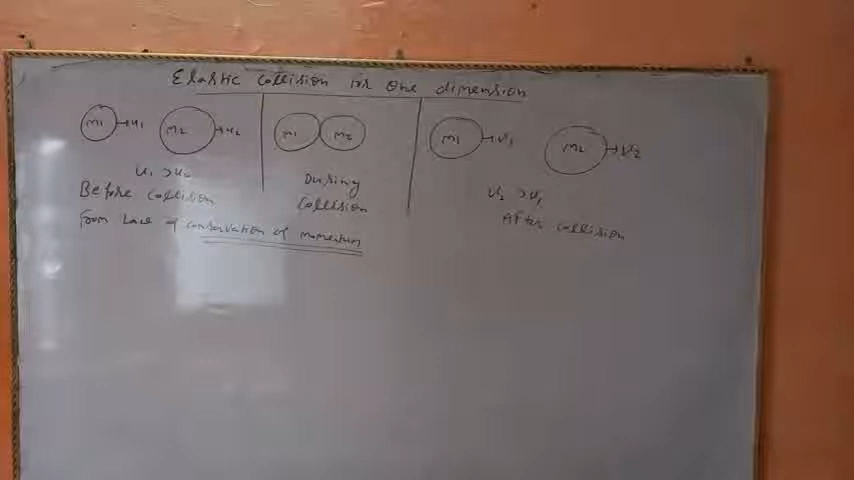 Elastic Collision for One dimension
m1 → u1 m2 → u2
m1 m2
m1 → v1 m2 → v2
u1 > u2
Before collision
During
Collision
v2 > v1
After collision
From Law of conservation of momentum